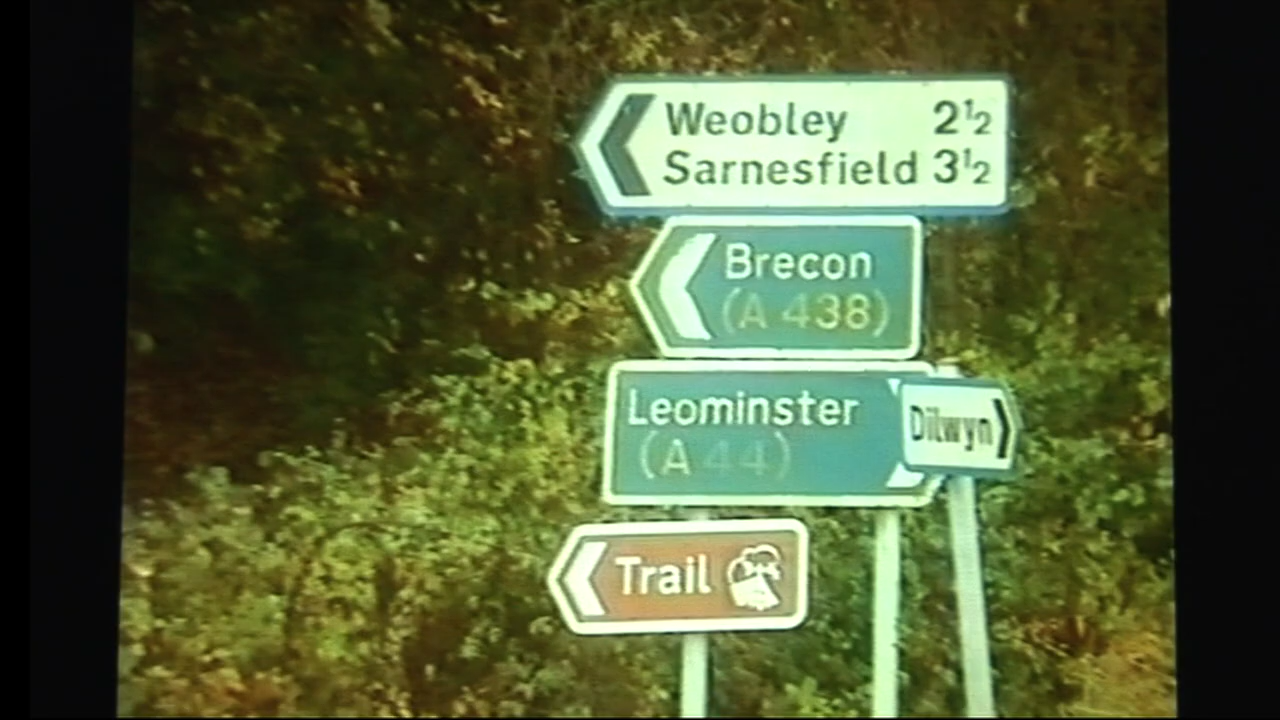 Weobley 2½
Sarnesfield 3½
Brecon
(A 438)
Leominster
(A 44)
Dilwyn
Trail